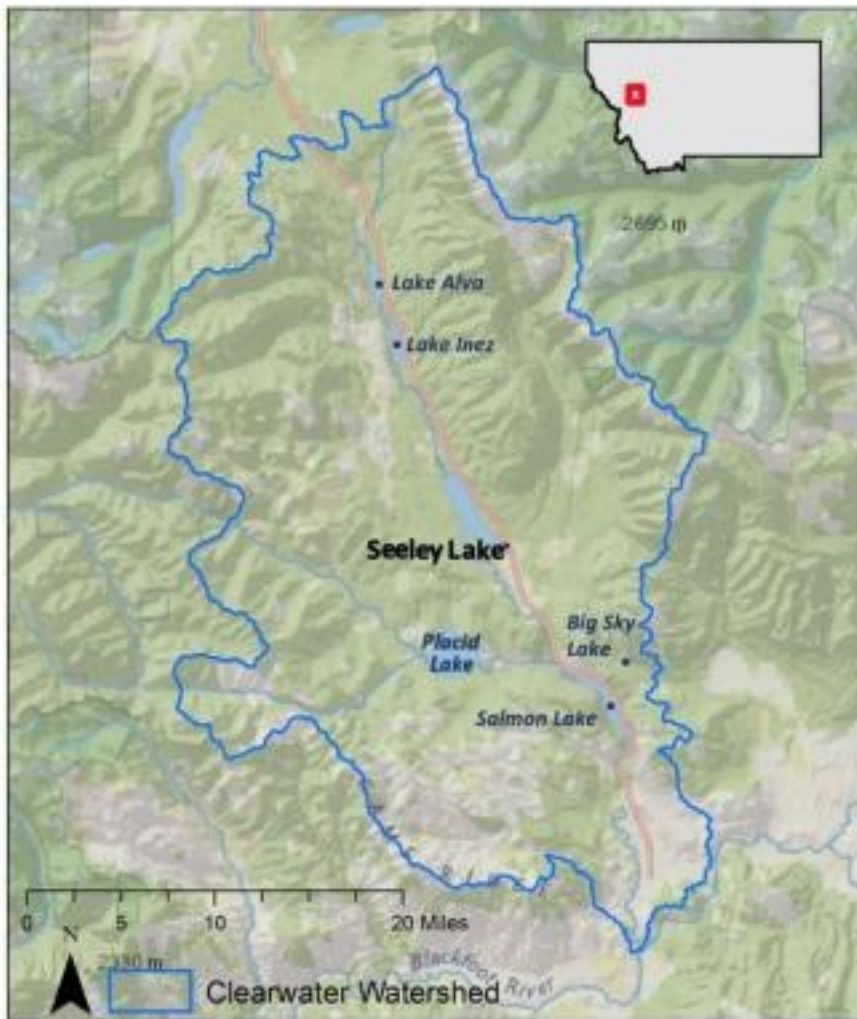 x
2695 m
Lake Alva
Lake Inez
Seeley Lake
Big Sky
Lake
Placid
Lake
Salmon Lake
0 5 10 20 Miles
N
2330 m
Blackfoot River
Clearwater Watershed